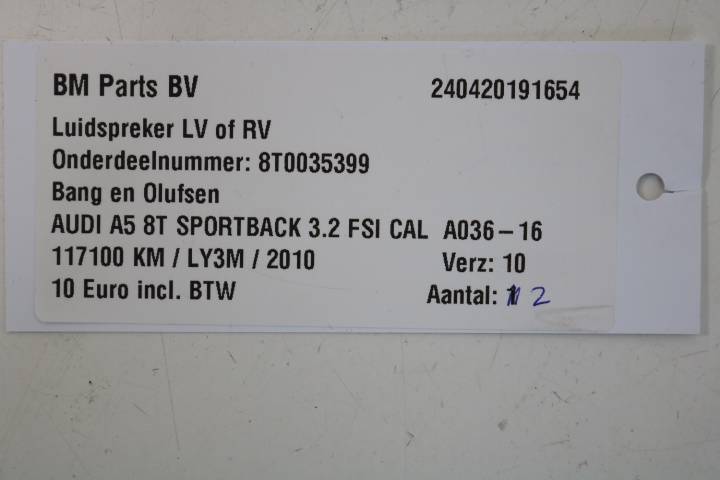 BM Parts BV 240420191654
Luidspreker LV of RV
Onderdeelnummer: 8T0035399
Bang en Olufsen
AUDI A5 8T SPORTBACK 3.2 FSI CAL A036-16
117100 KM / LY3M / 2010 Verz: 10
10 Euro incl. BTW Aantal: 1 2